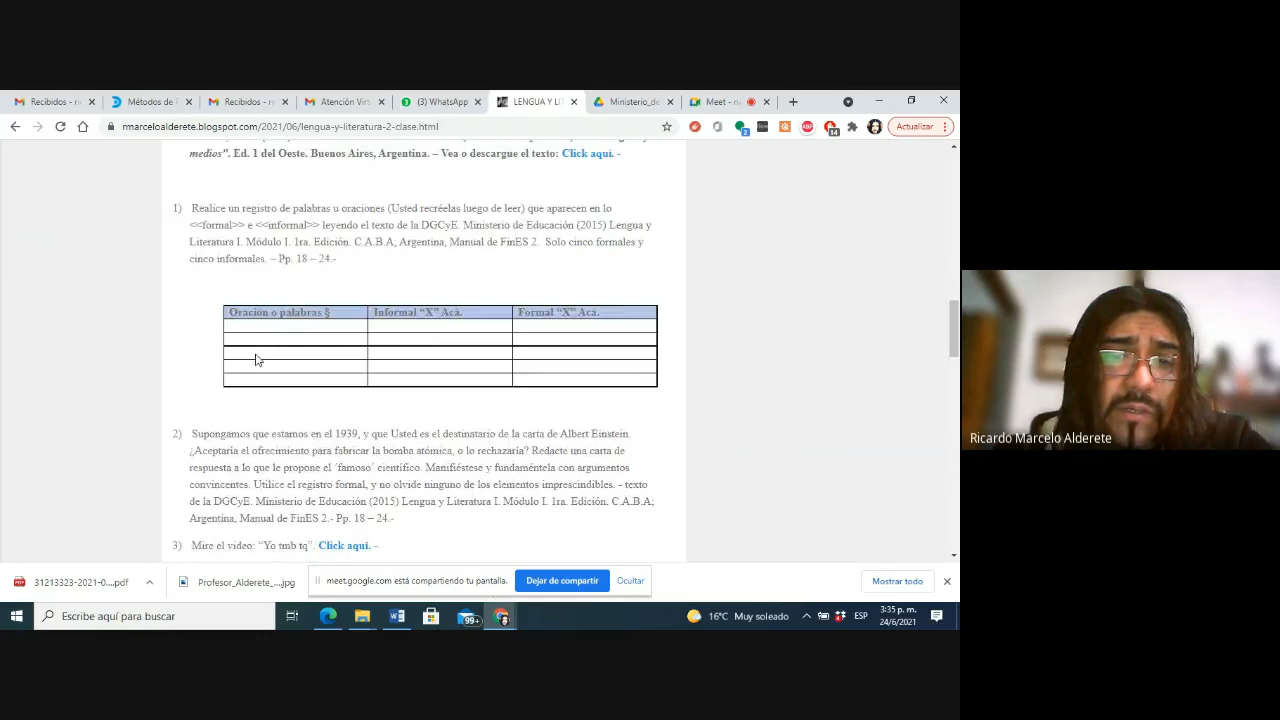 Recibidos - r
Métodos de
Recibidos - r
Atención Virt
(3) WhatsApp
LENGUA Y LI
Ministerio_de
Meet - n
marceloalderete.blogspot.com/2021/06/lengua-y-literatura-2-clase.html
ABP
2
14
Actualizar
medios”. Ed. 1 del Oeste. Buenos Aires, Argentina. – Vea o descargue el texto: Click aquí. -
1) Realice un registro de palabras u oraciones (Usted recréelas luego de leer) que aparecen en lo
<<formal>> e <<informal>> leyendo el texto de la DGCyE. Ministerio de Educación (2015) Lengua y
Literatura I. Módulo I. 1ra. Edición. C.A.B.A; Argentina, Manual de FinES 2. Solo cinco formales y
cinco informales. – Pp. 18 – 24.-
Oración o palabras § Informal “X” Acá. Formal “X” Acá.
2) Supongamos que estamos en el 1939, y que Usted es el destinatario de la carta de Albert Einstein.
¿Aceptaría el ofrecimiento para fabricar la bomba atómica, o lo rechazaría? Redacte una carta de
respuesta a lo que le propone el ´famoso´ científico. Manifiéstese y fundaméntela con argumentos
convincentes. Utilice el registro formal, y no olvide ninguno de los elementos imprescindibles. - texto
de la DGCyE. Ministerio de Educación (2015) Lengua y Literatura I. Módulo I. 1ra. Edición. C.A.B.A;
Argentina, Manual de FinES 2.- Pp. 18 – 24.-
3) Mire el video: “Yo tmb tq”. Click aquí. -
Ricardo Marcelo Alderete
31213323-2021-0....pdf
Profesor_Alderete_....jpg
meet.google.com está compartiendo tu pantalla.
Dejar de compartir
Ocultar
Mostrar todo
Escribe aquí para buscar
99+
16°C Muy soleado
ESP
3:35 p. m.
24/6/2021